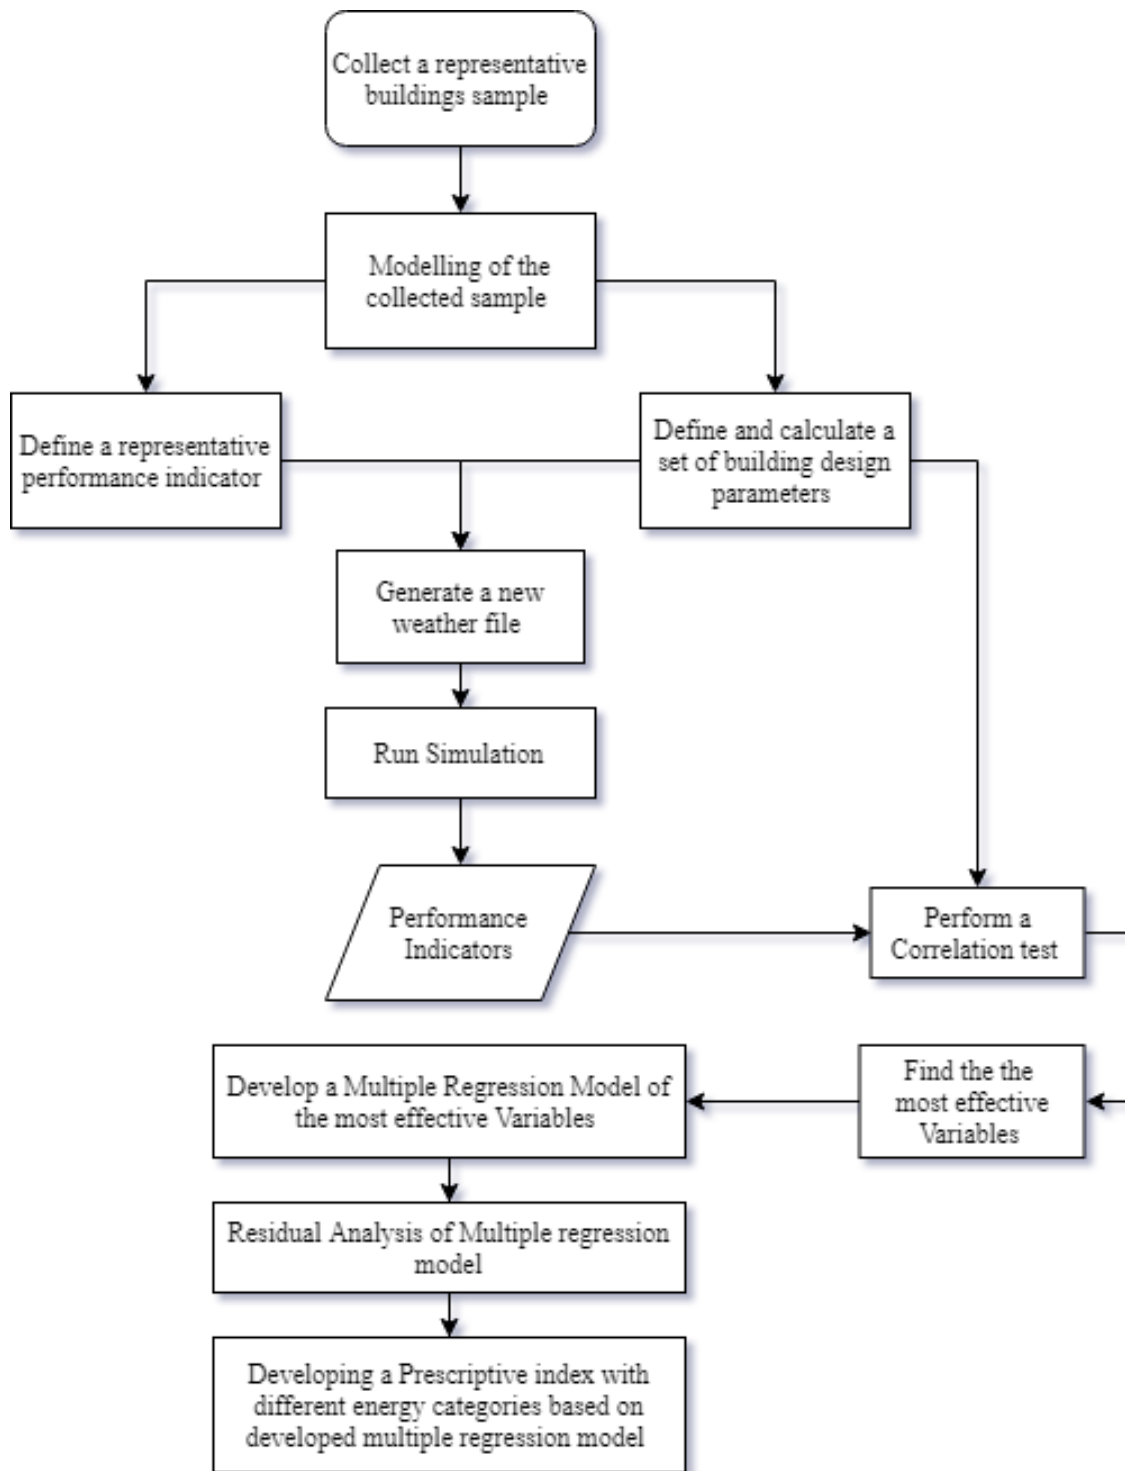 Collect a representative
buildings sample
Modelling of the
collected sample
Define a representative
performance indicator
Define and calculate a
set of building design
parameters
Generate a new
weather file
Run Simulation
Performance
Indicators
Perform a
Correlation test
Find the the
most effective
Variables
Develop a Multiple Regression Model of
the most effective Variables
Residual Analysis of Multiple regression
model
Developing a Prescriptive index with
different energy categories based on
developed multiple regression model